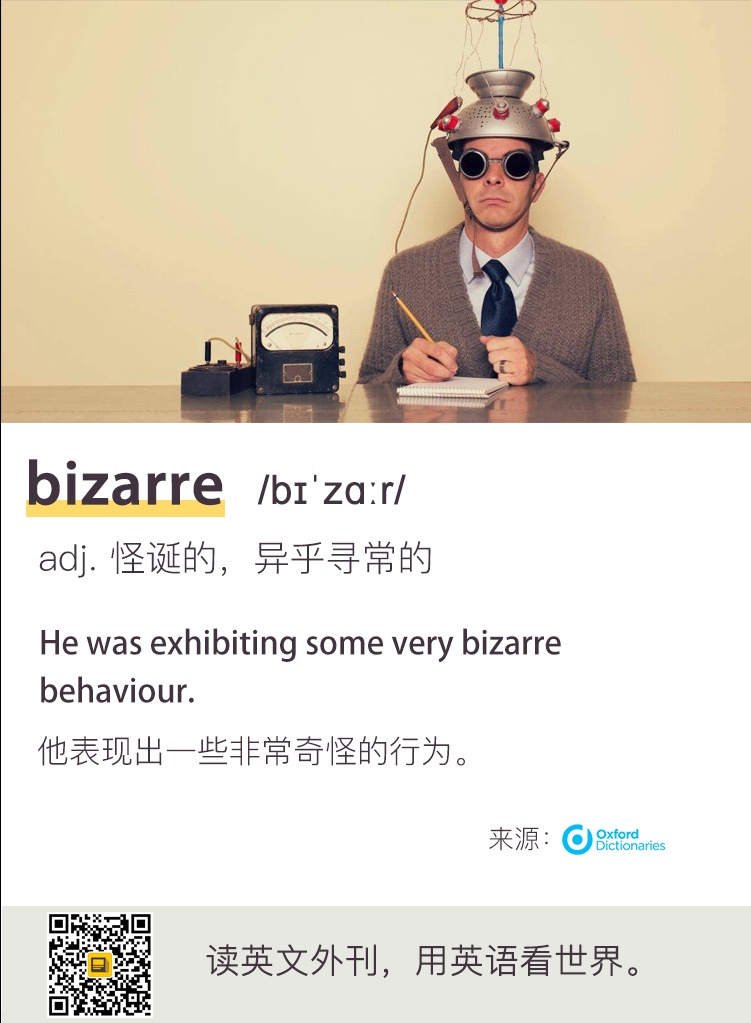 bizarre /bɪˈzɑːr/
adj. 怪诞的，异乎寻常的
He was exhibiting some very bizarre
behaviour.
他表现出一些非常奇怪的行为。
来源：Oxford
Dictionaries
读英文外刊，用英语看世界。